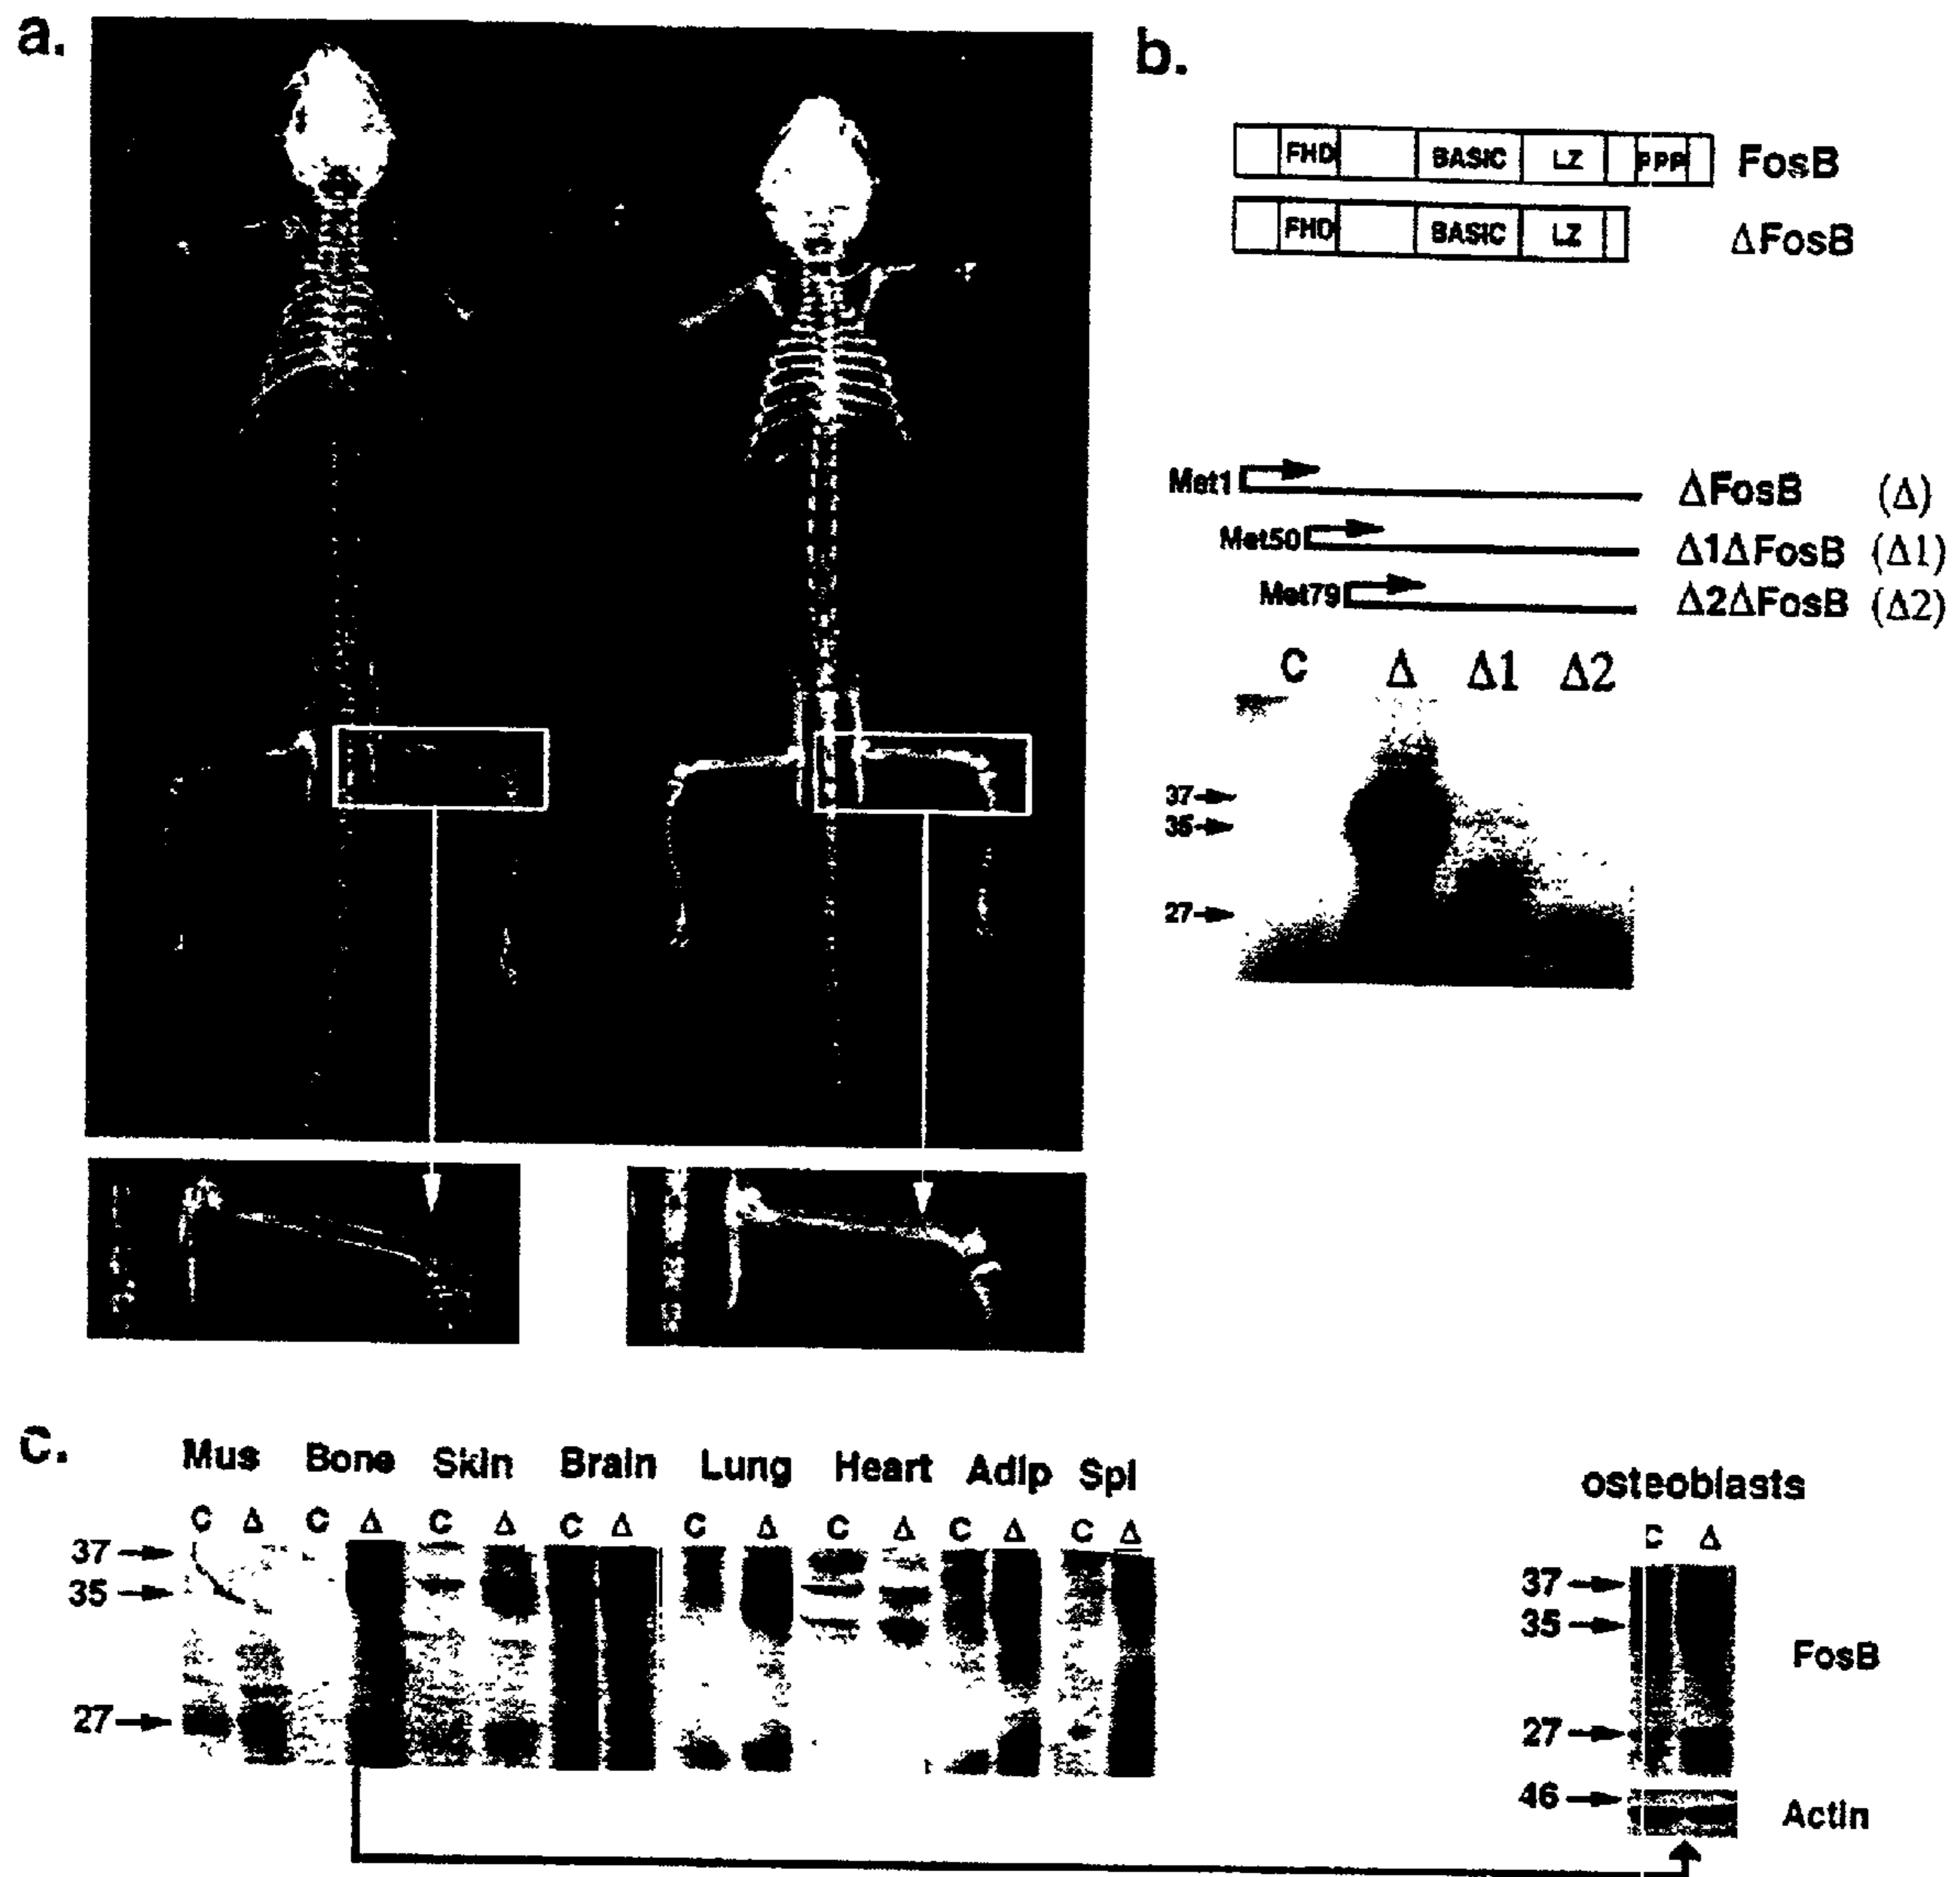 a.
b.
FHD BASIC LZ PPP FosB
FHD BASIC LZ ΔFosB
Met1 ΔFosB (Δ)
Met50 Δ1ΔFosB (Δ1)
Met79 Δ2ΔFosB (Δ2)
C Δ Δ1 Δ2
37
35
27
c.
Mus Bone Skin Brain Lung Heart Adip Spl
C Δ C Δ C Δ C Δ C Δ C Δ C Δ C Δ
37
35
27
osteoblasts
C Δ
37
35
27
FosB
46
Actin